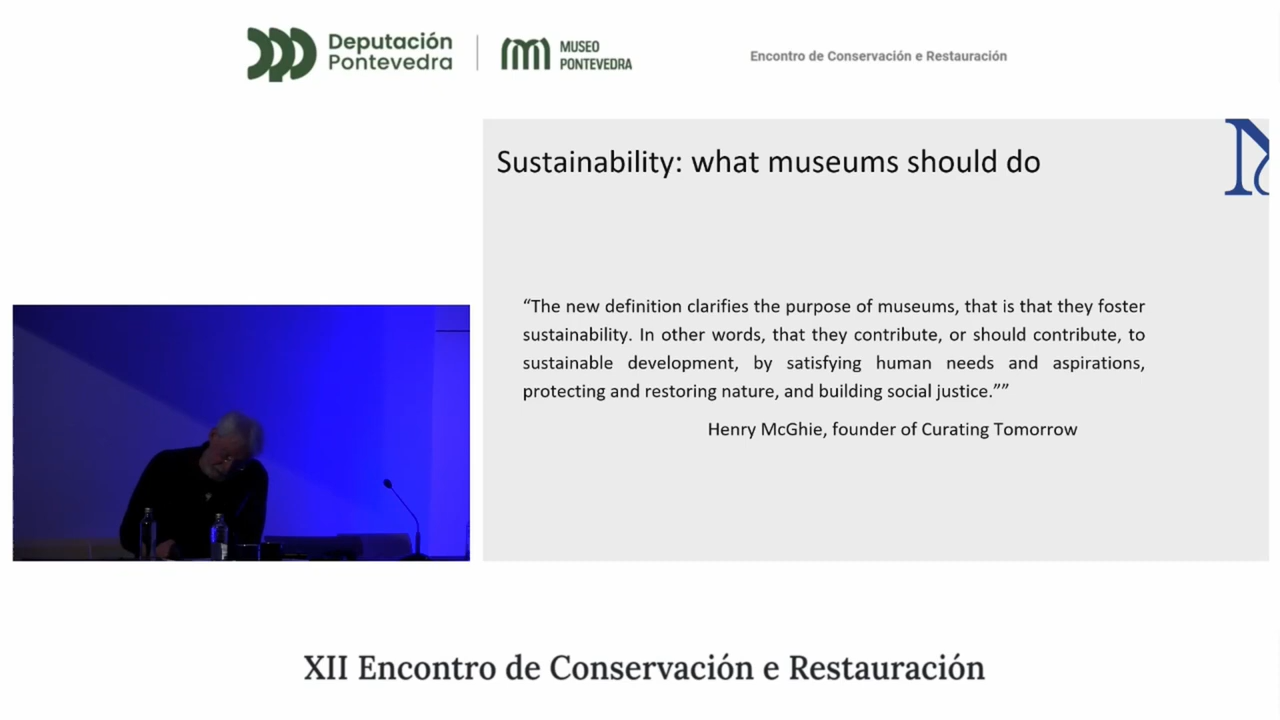 Deputación
Pontevedra
MUSEO
PONTEVEDRA
Encontro de Conservación e Restauración
Sustainability: what museums should do
“The new definition clarifies the purpose of museums, that is that they foster
sustainability. In other words, that they contribute, or should contribute, to
sustainable development, by satisfying human needs and aspirations,
protecting and restoring nature, and building social justice.””
Henry McGhie, founder of Curating Tomorrow
XII Encontro de Conservación e Restauración